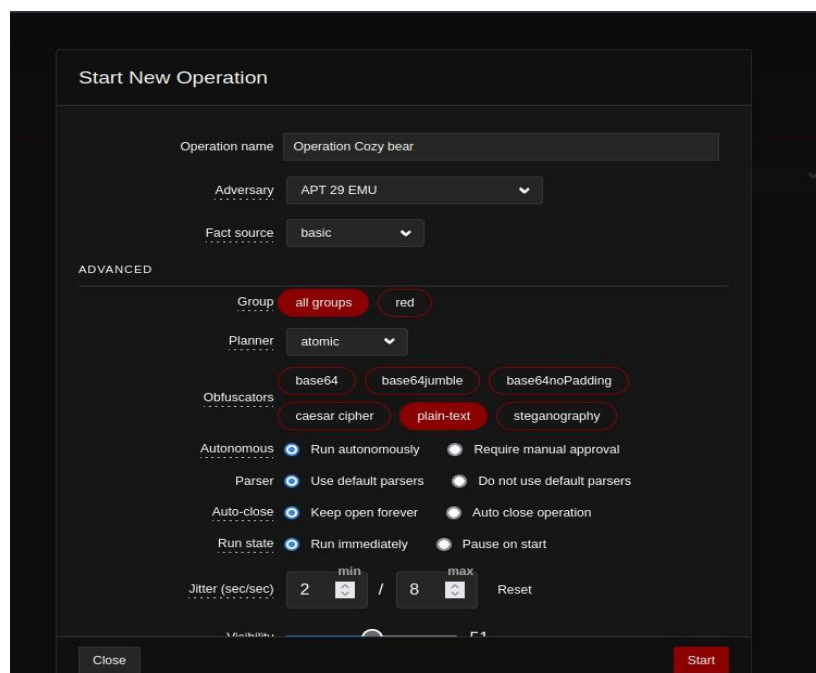 Start New Operation
Operation name Operation Cozy bear
Adversary APT 29 EMU
Fact source basic
ADVANCED
Group all groups red
Planner atomic
Obfuscators base64 base64jumble base64noPadding
caesar cipher plain-text steganography
Autonomous Run autonomously Require manual approval
Parser Use default parsers Do not use default parsers
Auto-close Keep open forever Auto close operation
Run state Run immediately Pause on start
min max
Jitter (sec/sec) 2 / 8 Reset
Visibility 51
Close Start